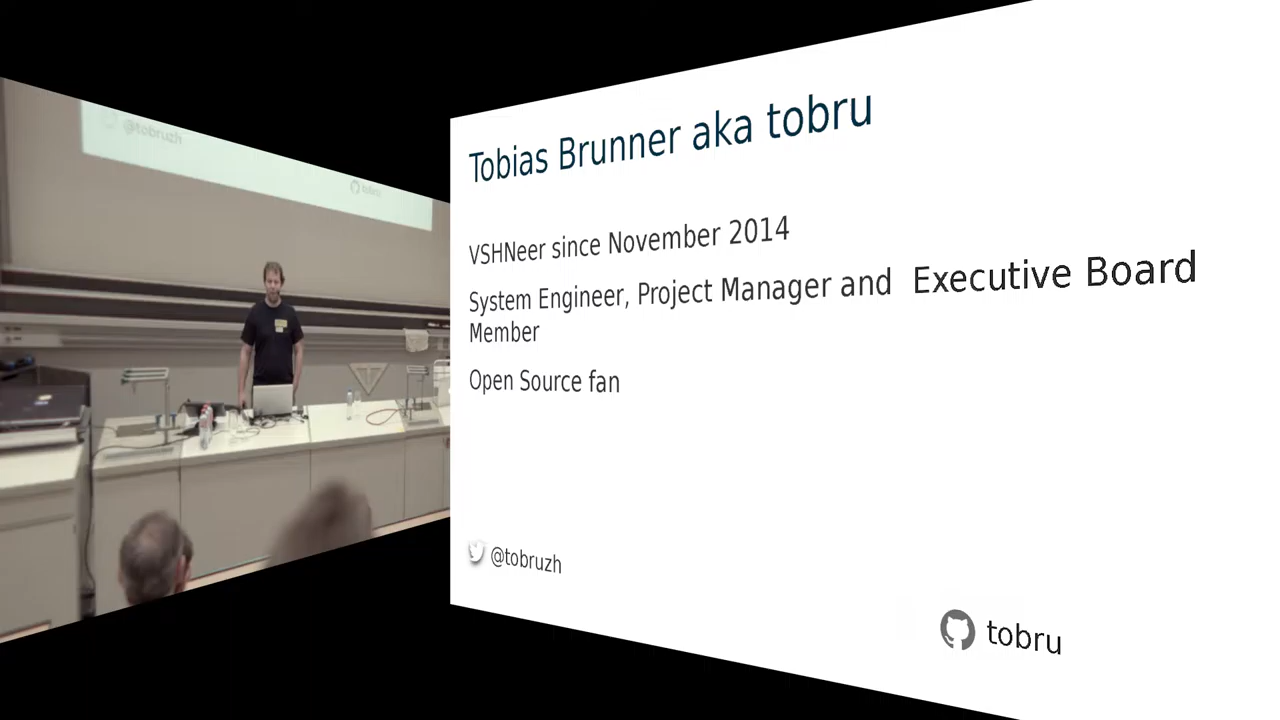 @tobruzh
Tobias Brunner aka tobru
VSHNeer since November 2014
System Engineer, Project Manager and Executive Board
Member
Open Source fan
@tobruzh
tobru